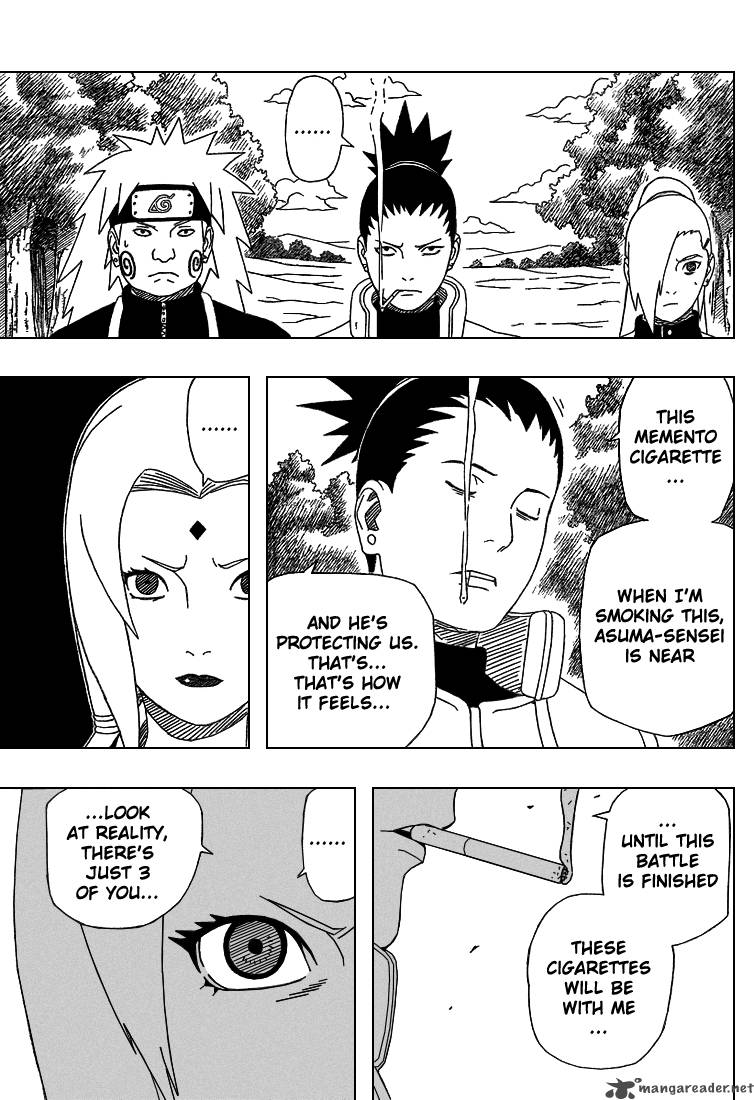 ......
THIS
MEMENTO
CIGARETTE
...
WHEN I'M
SMOKING THIS,
ASUMA-SENSEI
IS NEAR
AND HE'S
PROTECTING US.
THAT'S...
THAT'S HOW
IT FEELS...
......
...
UNTIL THIS
BATTLE
IS FINISHED
THESE
CIGARETTES
WILL BE
WITH ME
...
......
...LOOK
AT REALITY,
THERE'S
JUST 3
OF YOU...
mangareader.net